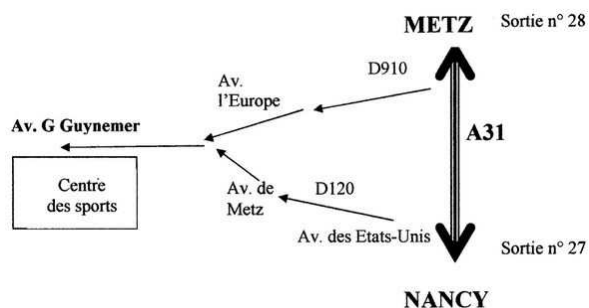 METZ Sortie n° 28
D910
Av.
l'Europe
Av. G Guynemer
A31
Centre
des sports
Av. de
Metz
D120
Av. des Etats-Unis
Sortie n° 27
NANCY